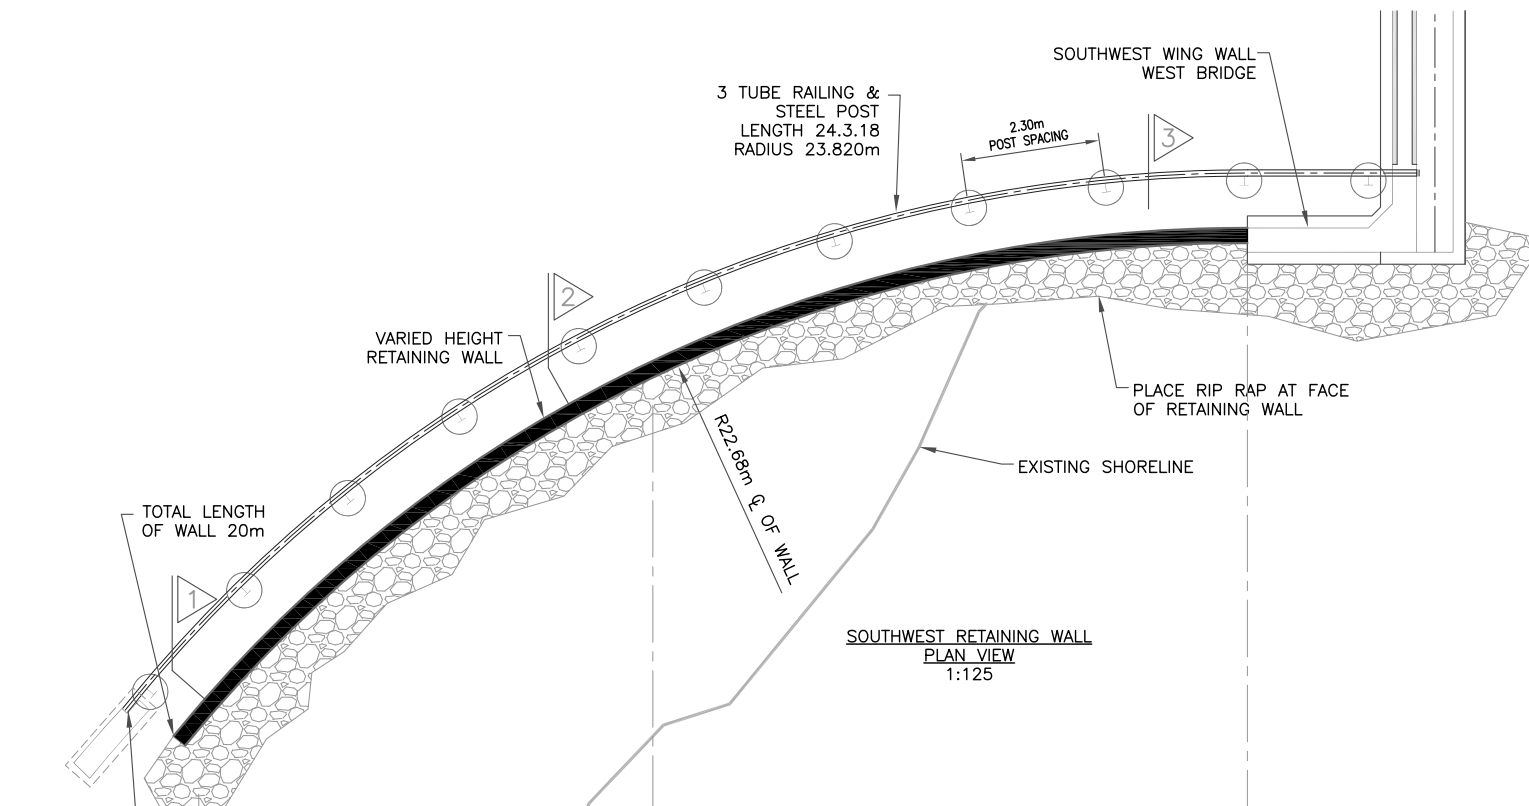 SOUTHWEST WING WALL
WEST BRIDGE
3 TUBE RAILING &
STEEL POST
LENGTH 24.3.18
RADIUS 23.820m
2.30m
POST SPACING
3
2
VARIED HEIGHT
RETAINING WALL
PLACE RIP RAP AT FACE
OF RETAINING WALL
R22.68m ℄ OF WALL
EXISTING SHORELINE
TOTAL LENGTH
OF WALL 20m
1
SOUTHWEST RETAINING WALL
PLAN VIEW
1:125